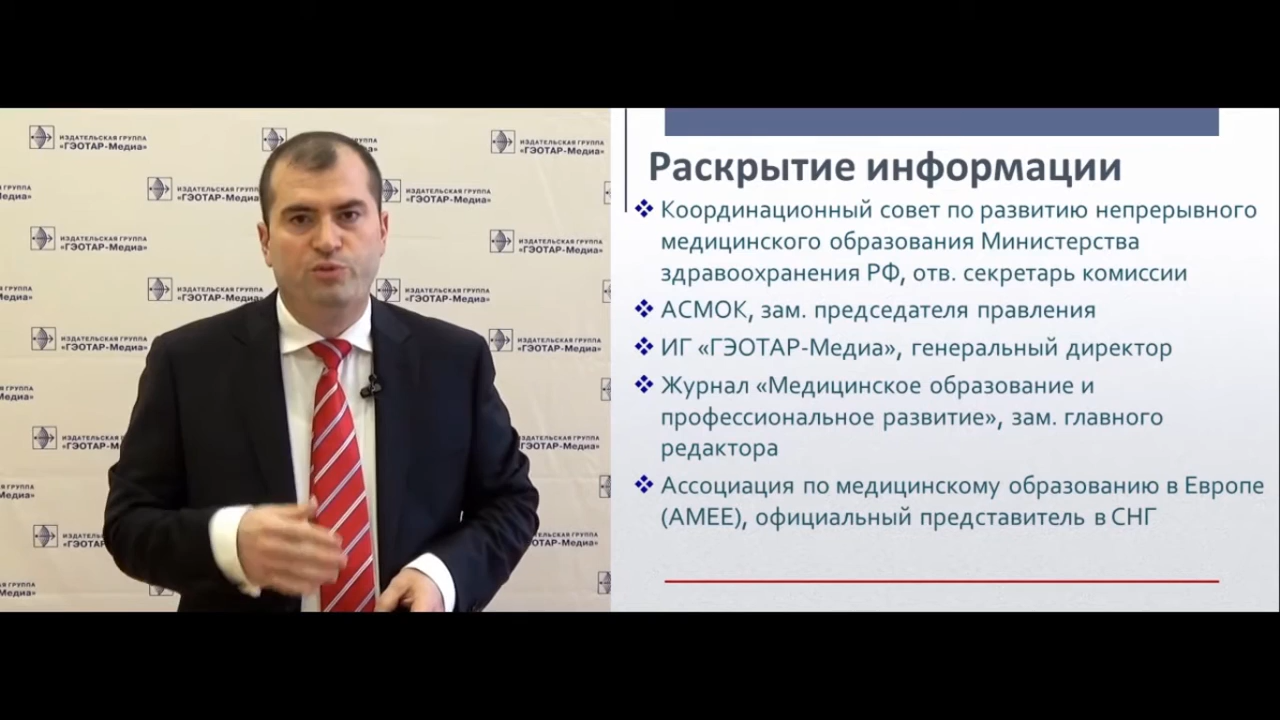 ИЗДАТЕЛЬСКАЯ ГРУППА
«ГЭОТАР-Медиа»
Раскрытие информации
Координационный совет по развитию непрерывного
медицинского образования Министерства
здравоохранения РФ, отв. секретарь комиссии
АСМОК, зам. председателя правления
ИГ «ГЭОТАР-Медиа», генеральный директор
Журнал «Медицинское образование и
профессиональное развитие», зам. главного
редактора
Ассоциация по медицинскому образованию в Европе
(АМЕЕ), официальный представитель в СНГ